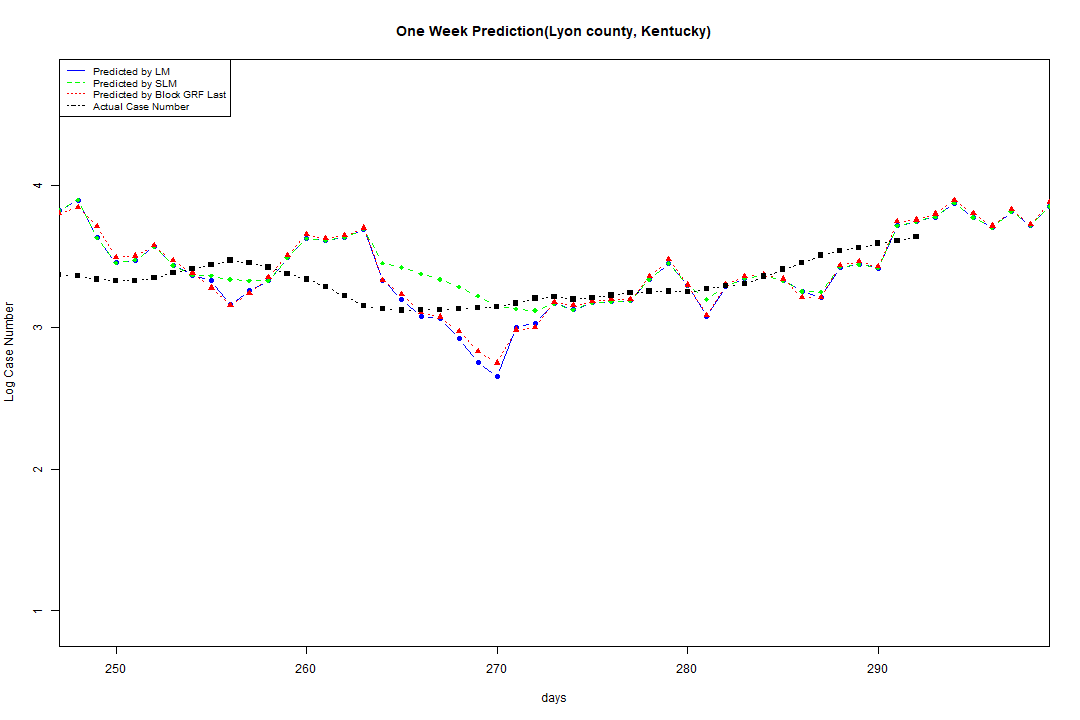 One Week Prediction(Lyon county, Kentucky)
Predicted by LM
Predicted by SLM
Predicted by Block GRF Last
Actual Case Number
4
3
2
1
Log Case Number
250 260 270 280 290
days